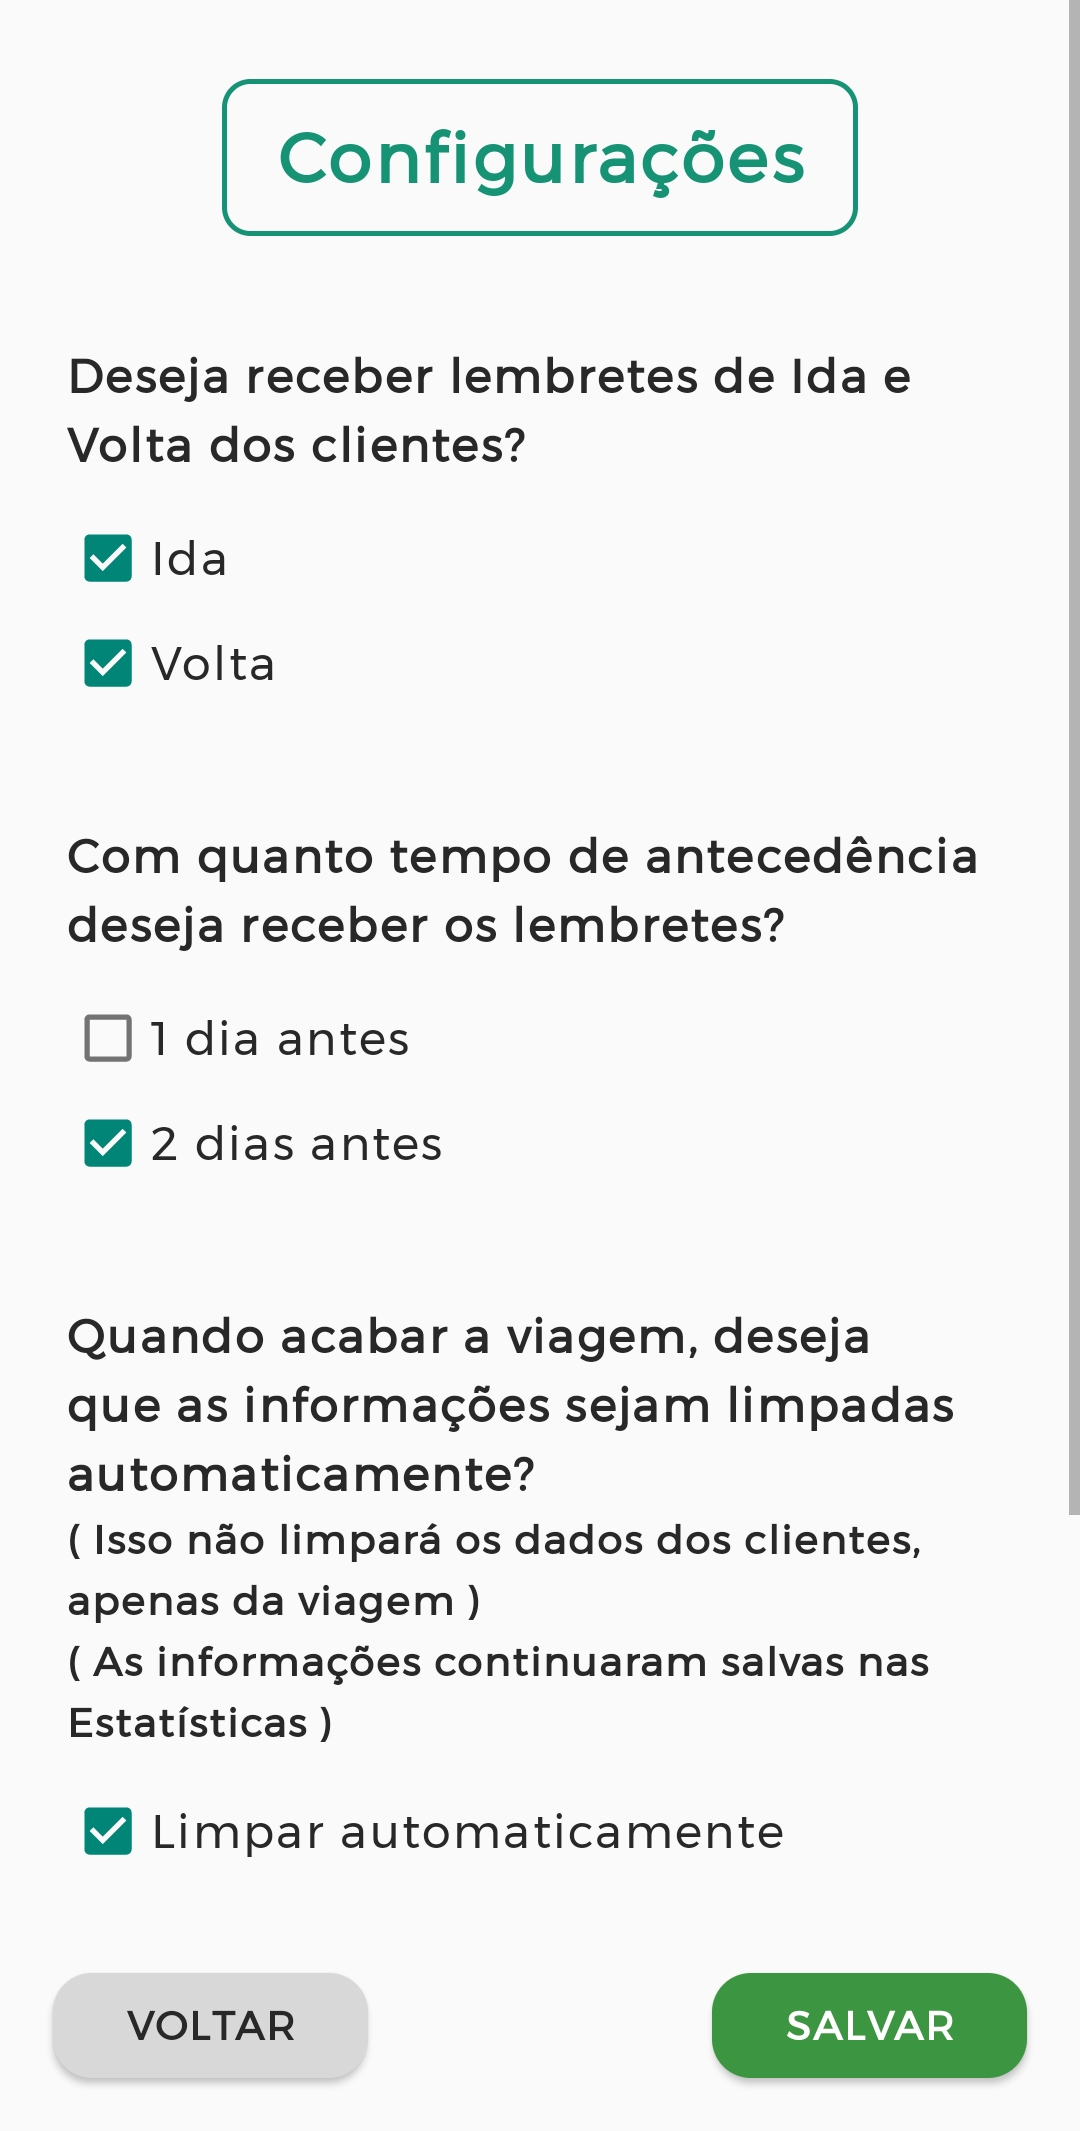 Configurações
Deseja receber lembretes de Ida e
Volta dos clientes?
Ida
Volta
Com quanto tempo de antecedência
deseja receber os lembretes?
1 dia antes
2 dias antes
Quando acabar a viagem, deseja
que as informações sejam limpadas
automaticamente?
( Isso não limpará os dados dos clientes,
apenas da viagem )
( As informações continuaram salvas nas
Estatísticas )
Limpar automaticamente
VOLTAR
SALVAR